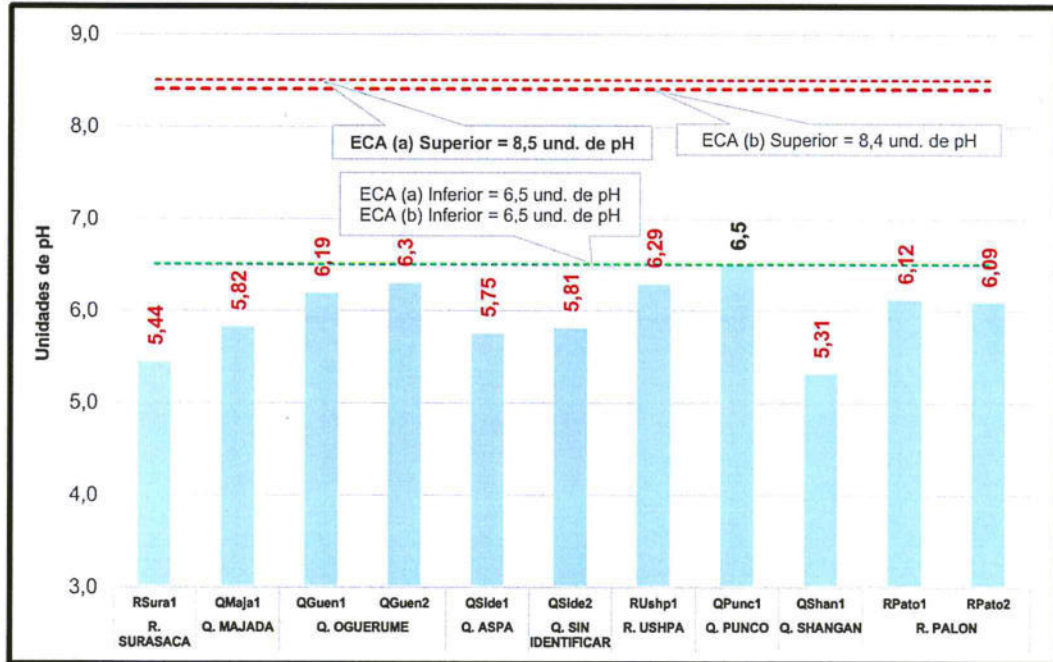 9,0
8,0
7,0
6,0
5,0
4,0
3,0
Unidades de pH
ECA (a) Superior = 8,5 und. de pH
ECA (b) Superior = 8,4 und. de pH
ECA (a) Inferior = 6,5 und. de pH
ECA (b) Inferior = 6,5 und. de pH
5,44
5,82
6,19
6,3
5,75
5,81
6,29
6,5
5,31
6,12
6,09
RSura1 QMaja1 QGuen1 QGuen2 QSide1 QSide2 RUshp1 QPunc1 QShan1 RPato1 RPato2
R. SURASACA Q. MAJADA Q. OGUERUME Q. ASPA Q. SIN IDENTIFICAR R. USHPA Q. PUNCO Q. SHANGAN R. PALON